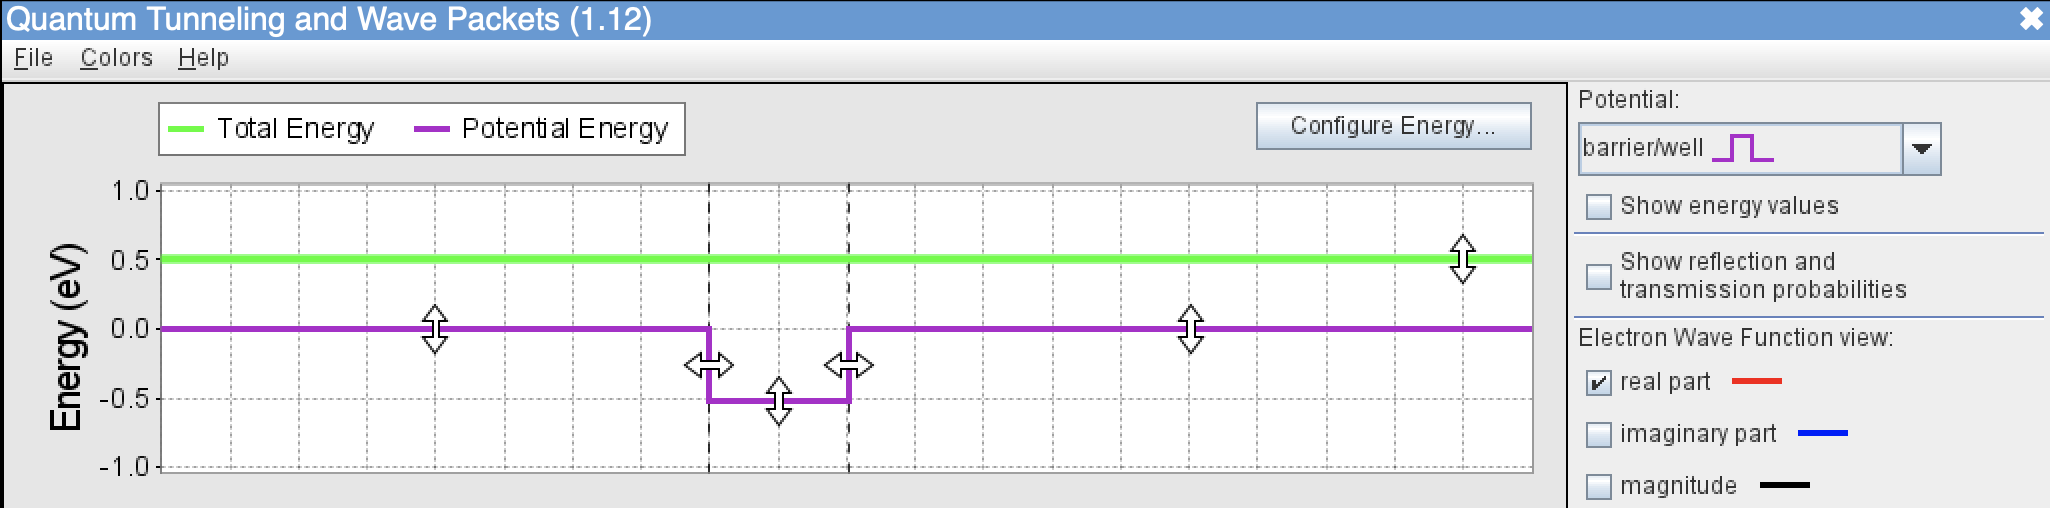 Quantum Tunneling and Wave Packets (1.12)
File Colors Help
Total Energy Potential Energy
Configure Energy...
Energy (eV)
1.0
0.5
0.0
-0.5
-1.0
Potential:
barrier/well
Show energy values
Show reflection and
transmission probabilities
Electron Wave Function view:
real part
imaginary part
magnitude